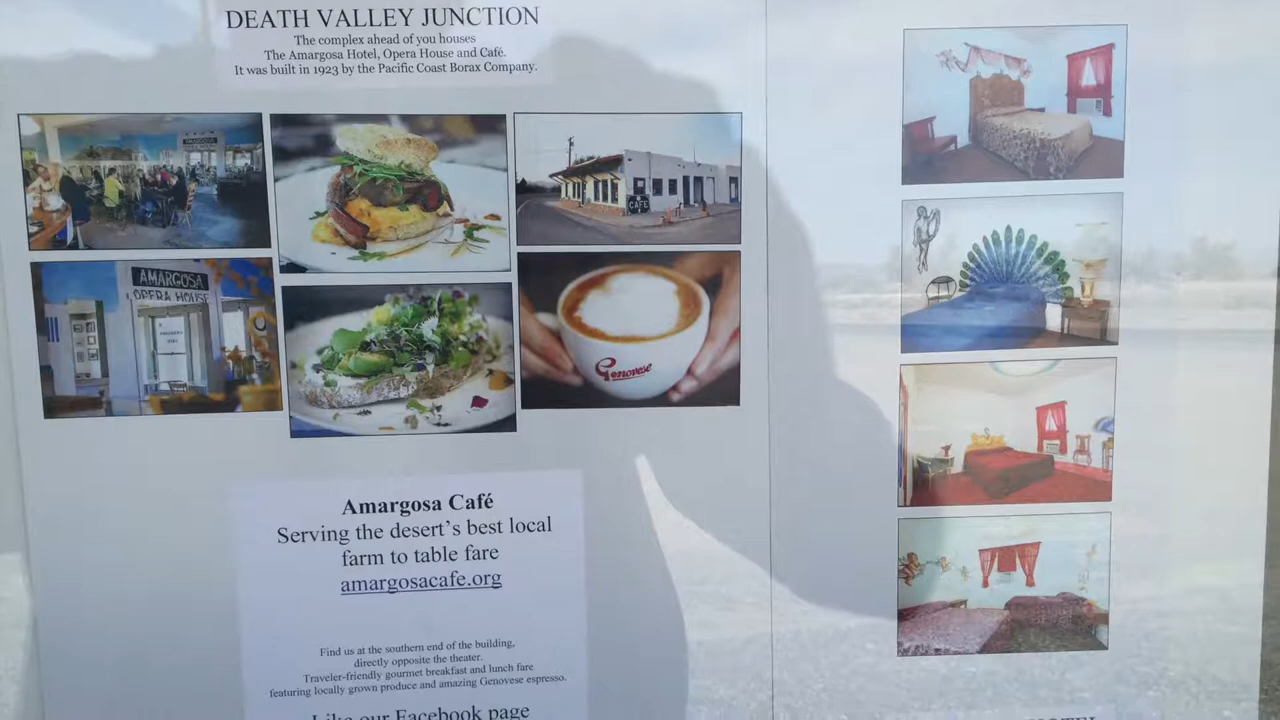 DEATH VALLEY JUNCTION
The complex ahead of you houses
The Amargosa Hotel, Opera House and Café.
It was built in 1923 by the Pacific Coast Borax Company.
AMARGOSA
CAFE
AMARGOSA
OPERA HOUSE
Genovese
Amargosa Café
Serving the desert's best local
farm to table fare
amargosacafe.org
Find us at the southern end of the building,
directly opposite the theater.
Traveler-friendly gourmet breakfast and lunch fare
featuring locally grown produce and amazing Genovese espresso.
Like our Facebook page
HOTEL